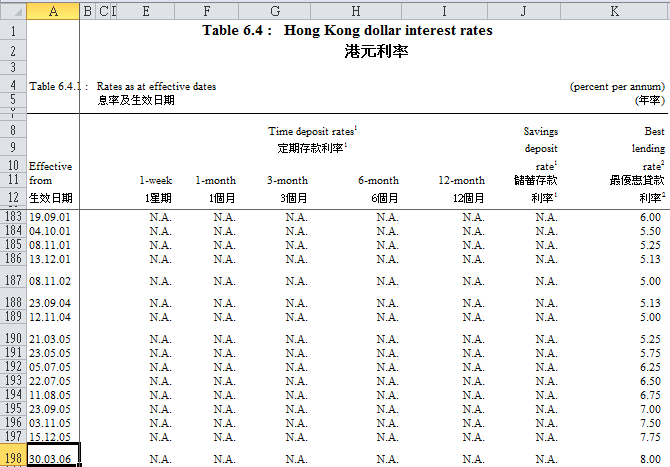 A B C D E F G H I J K
1 Table 6.4 : Hong Kong dollar interest rates
2 港元利率
3
4 Table 6.4.1 : Rates as at effective dates (percent per annum)
5 息率及生效日期 (年率)
8 Time deposit rates1 Savings Best
9 定期存款利率1 deposit lending
10 Effective rate1 rate2
11 from 1-week 1-month 3-month 6-month 12-month 儲蓄存款 最優惠貸款
12 生效日期 1星期 1個月 3個月 6個月 12個月 利率1 利率2
183 19.09.01 N.A. N.A. N.A. N.A. N.A. N.A. 6.00
184 04.10.01 N.A. N.A. N.A. N.A. N.A. N.A. 5.50
185 08.11.01 N.A. N.A. N.A. N.A. N.A. N.A. 5.25
186 13.12.01 N.A. N.A. N.A. N.A. N.A. N.A. 5.13
187 08.11.02 N.A. N.A. N.A. N.A. N.A. N.A. 5.00
188 23.09.04 N.A. N.A. N.A. N.A. N.A. N.A. 5.13
189 12.11.04 N.A. N.A. N.A. N.A. N.A. N.A. 5.00
190 21.03.05 N.A. N.A. N.A. N.A. N.A. N.A. 5.25
191 23.05.05 N.A. N.A. N.A. N.A. N.A. N.A. 5.75
192 05.07.05 N.A. N.A. N.A. N.A. N.A. N.A. 6.25
193 22.07.05 N.A. N.A. N.A. N.A. N.A. N.A. 6.50
194 11.08.05 N.A. N.A. N.A. N.A. N.A. N.A. 6.75
195 23.09.05 N.A. N.A. N.A. N.A. N.A. N.A. 7.00
196 03.11.05 N.A. N.A. N.A. N.A. N.A. N.A. 7.50
197 15.12.05 N.A. N.A. N.A. N.A. N.A. N.A. 7.75
198 30.03.06 N.A. N.A. N.A. N.A. N.A. N.A. 8.00